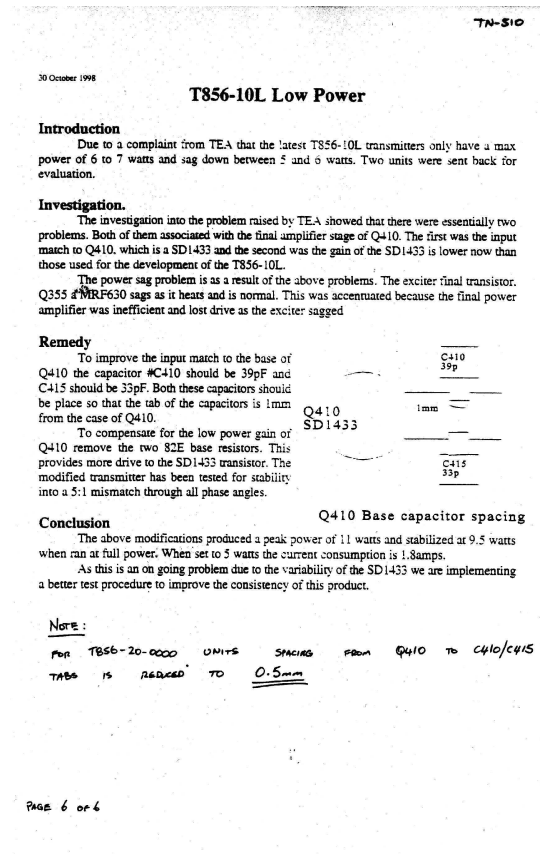 TN-510
30 October 1998
T856-10L Low Power
Introduction
Due to a complaint from TEA that the latest T856-10L transmitters only have a max
power of 6 to 7 watts and sag down between 5 and 6 watts. Two units were sent back for
evaluation.
Investigation.
The investigation into the problem raised by TEA showed that there were essentially two
problems. Both of them associated with the final amplifier stage of Q410. The first was the input
match to Q410, which is a SD1433 and the second was the gain of the SD1433 is lower now than
those used for the development of the T856-10L.
The power sag problem is as a result of the above problems. The exciter final transistor.
Q355 a MRF630 sags as it heats and is normal. This was accentuated because the final power
amplifier was inefficient and lost drive as the exciter sagged
Remedy
To improve the input match to the base of
Q410 the capacitor #C410 should be 39pF and
C415 should be 33pF. Both these capacitors should
be place so that the tab of the capacitors is 1mm
from the case of Q410.
To compensate for the low power gain of
Q410 remove the two 82E base resistors. This
provides more drive to the SD1433 transistor. The
modified transmitter has been tested for stability
into a 5:1 mismatch through all phase angles.
C410
39p
1mm
Q410
SD1433
C415
33p
Q410 Base capacitor spacing
Conclusion
The above modifications produced a peak power of 11 watts and stabilized at 9.5 watts
when ran at full power. When set to 5 watts the current consumption is 1.8amps.
As this is an on going problem due to the variability of the SD1433 we are implementing
a better test procedure to improve the consistency of this product.
NOTE:
FOR T856-20-0000 UNITS SPACING FROM Q410 TO C410/C415
TABS IS REDUCED TO 0.5mm
PAGE 6 OF 6